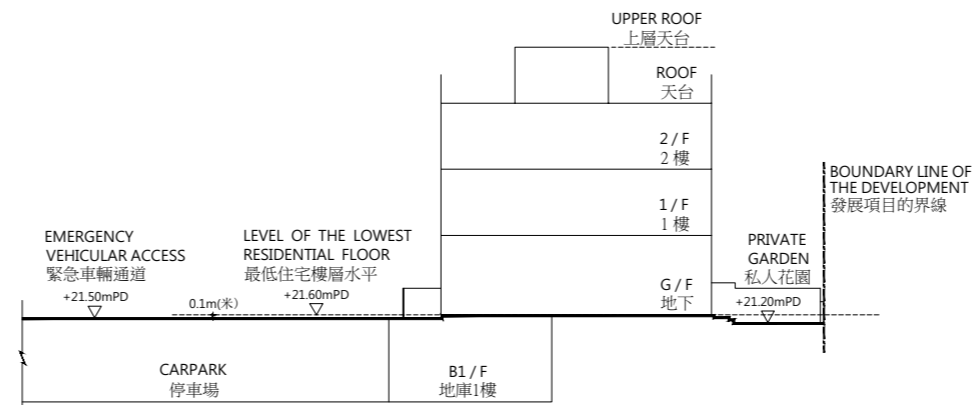 UPPER ROOF
上層天台
ROOF
天台
2 / F
2 樓
1 / F
1 樓
G / F
地下
BOUNDARY LINE OF
THE DEVELOPMENT
發展項目的界線
EMERGENCY
VEHICULAR ACCESS
緊急車輛通道
+21.50mPD
0.1m(米)
LEVEL OF THE LOWEST
RESIDENTIAL FLOOR
最低住宅樓層水平
+21.60mPD
PRIVATE
GARDEN
私人花園
+21.20mPD
CARPARK
停車場
B1 / F
地庫1樓